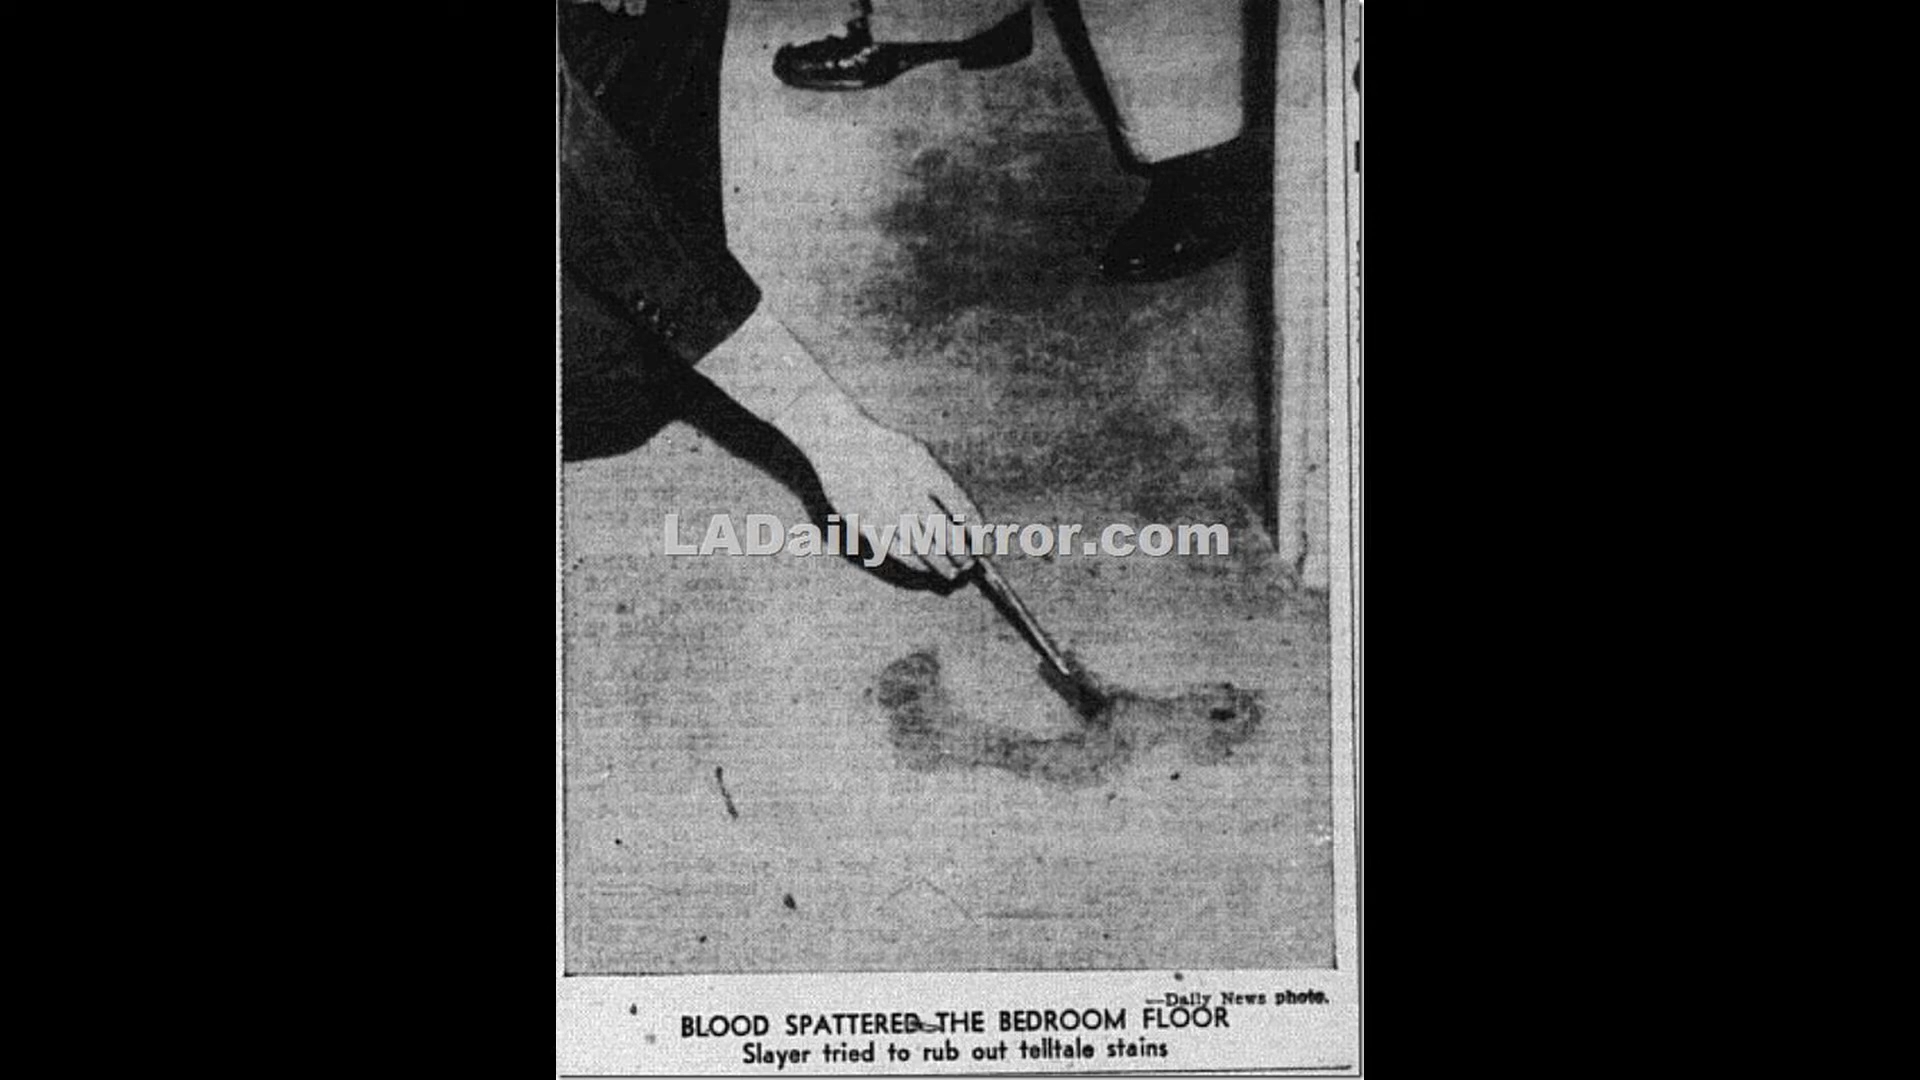 LADailyMirror.com
—Daily News photo.
BLOOD SPATTERED THE BEDROOM FLOOR
Slayer tried to rub out telltale stains